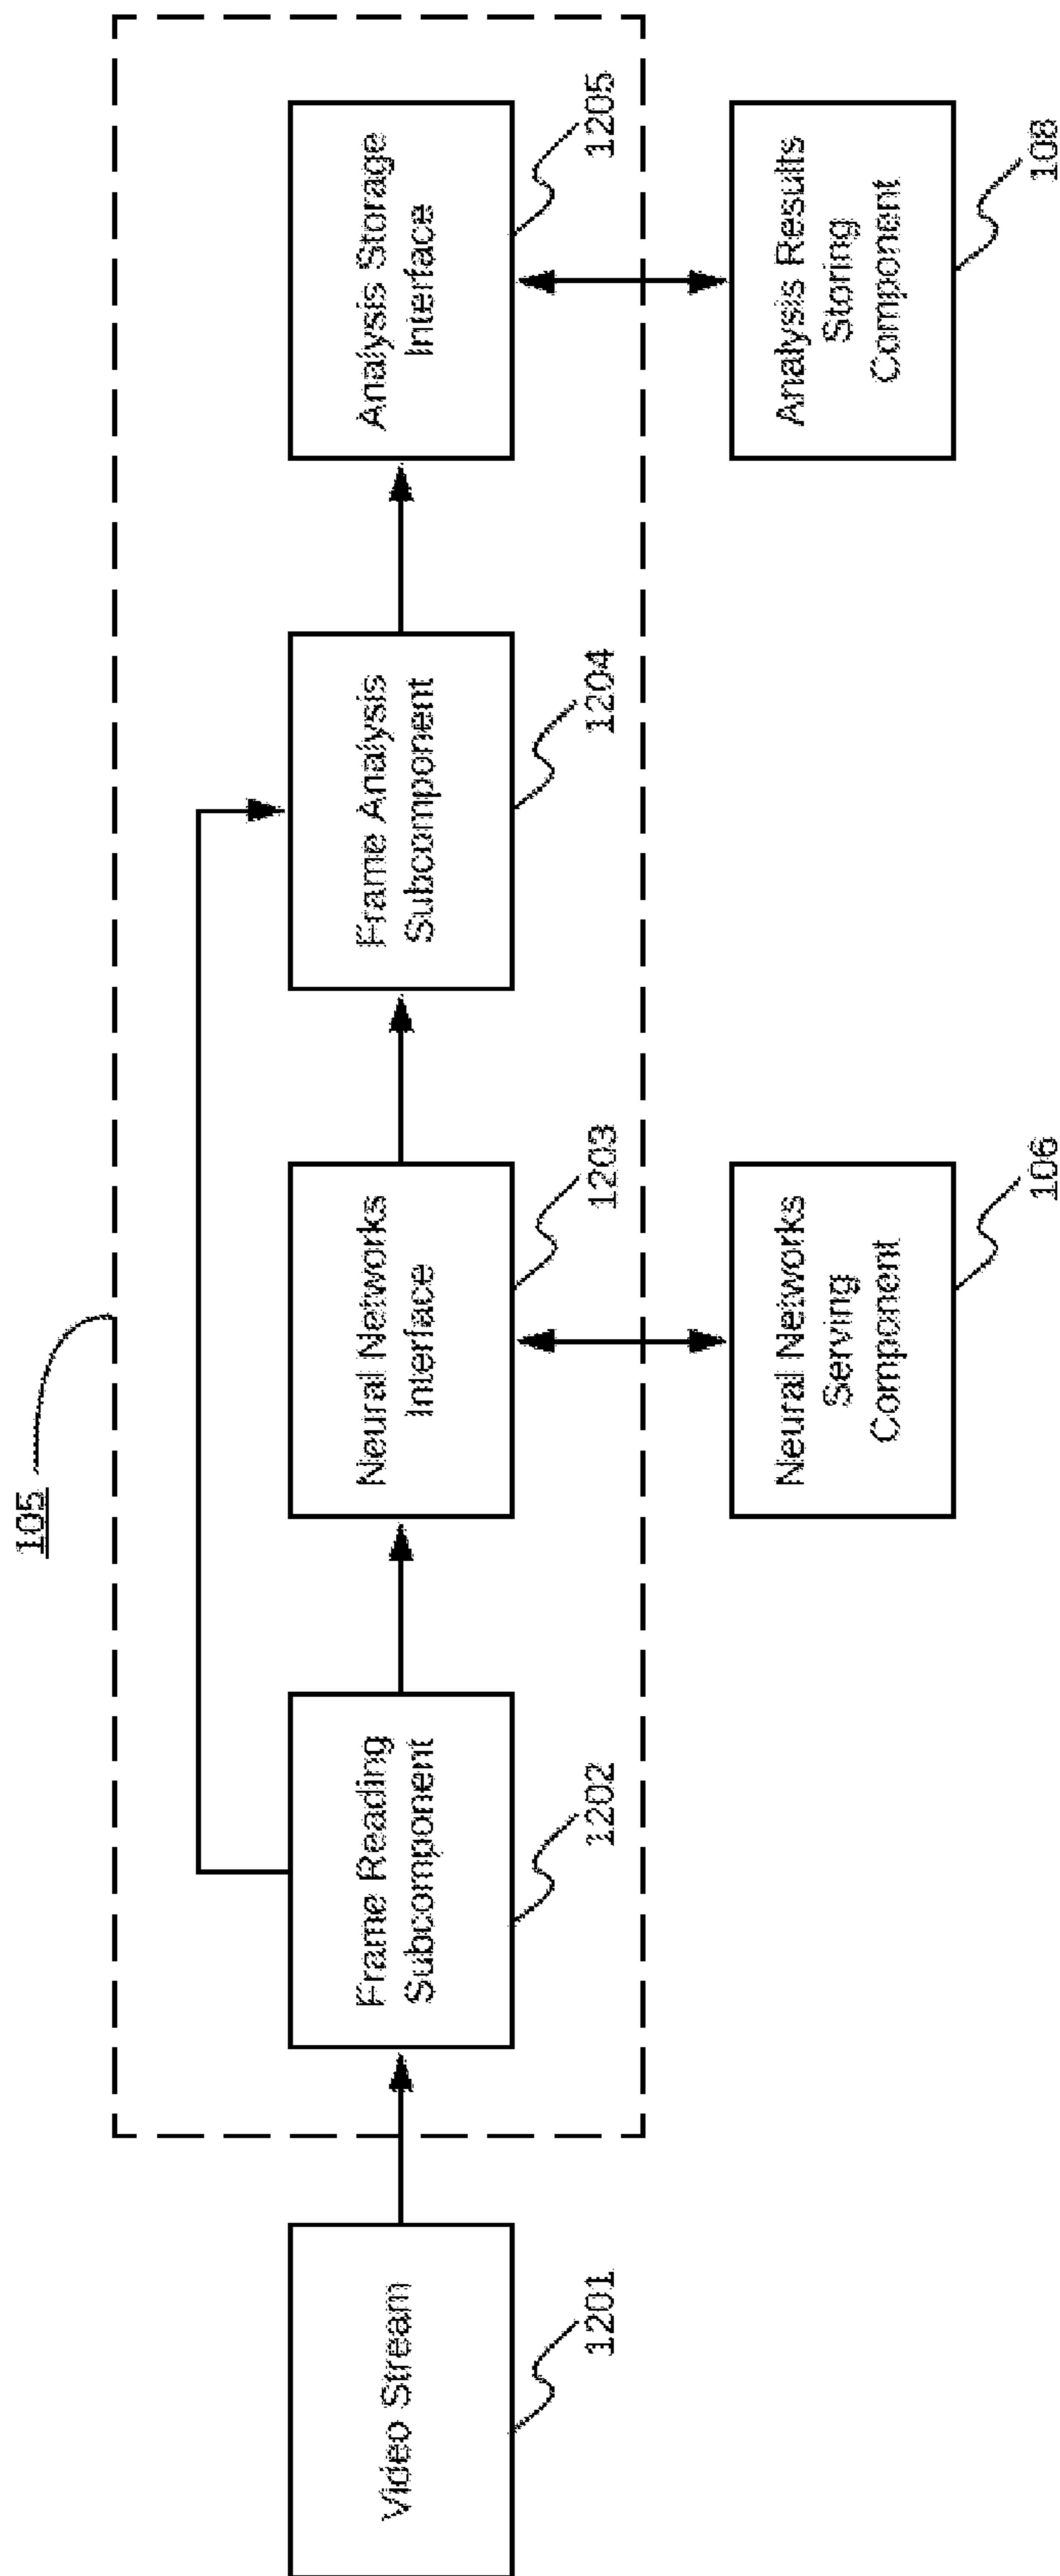 105
Video Stream
1201
Frame Reading
Subcomponent
1202
Neural Networks
Interface
1203
Frame Analysis
Subcomponent
1204
Analysis Storage
Interface
1205
Neural Networks
Serving
Component
106
Analysis Results
Storing
Component
108